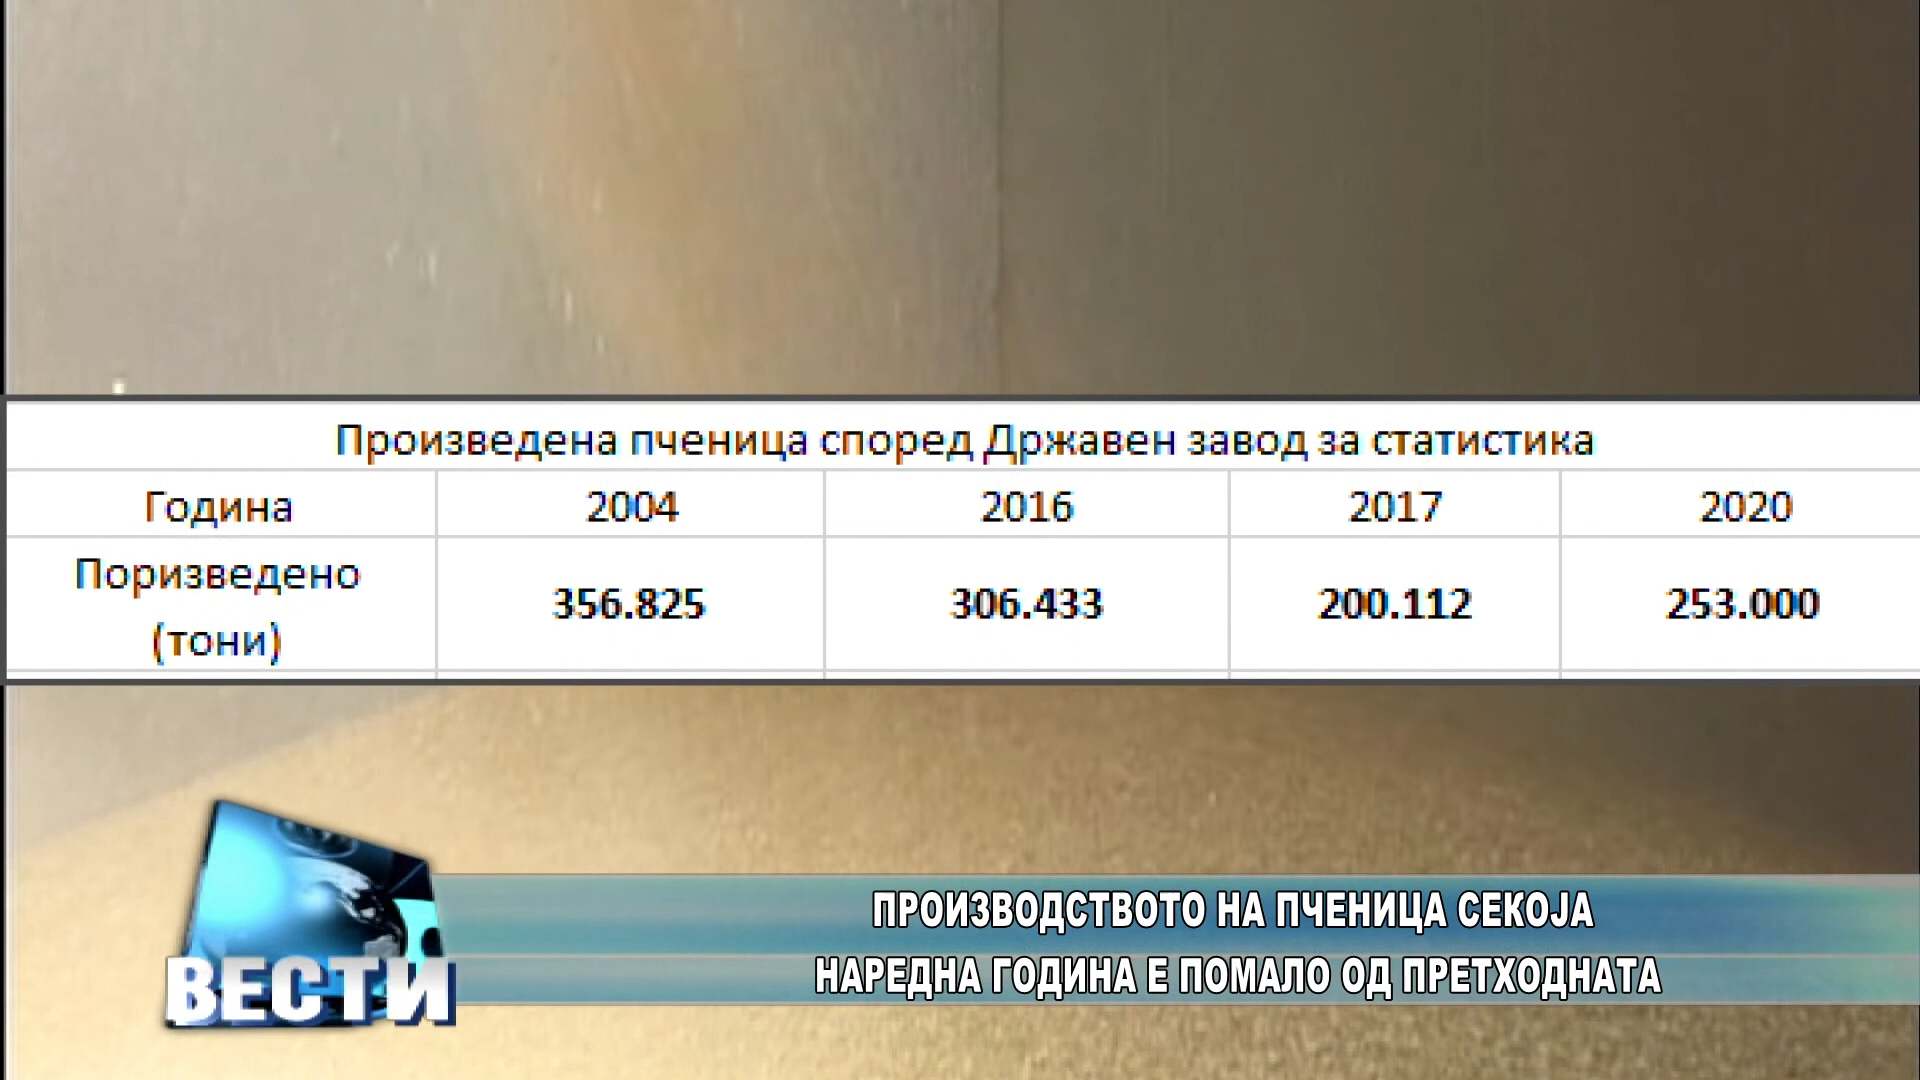 Произведена пченица според Државен завод за статистика
Година 2004 2016 2017 2020
Поризведено (тони) 356.825 306.433 200.112 253.000
ПРОИЗВОДСТВОТО НА ПЧЕНИЦА СЕКОЈА
НАРЕДНА ГОДИНА Е ПОМАЛО ОД ПРЕТХОДНАТА
ВЕСТИ